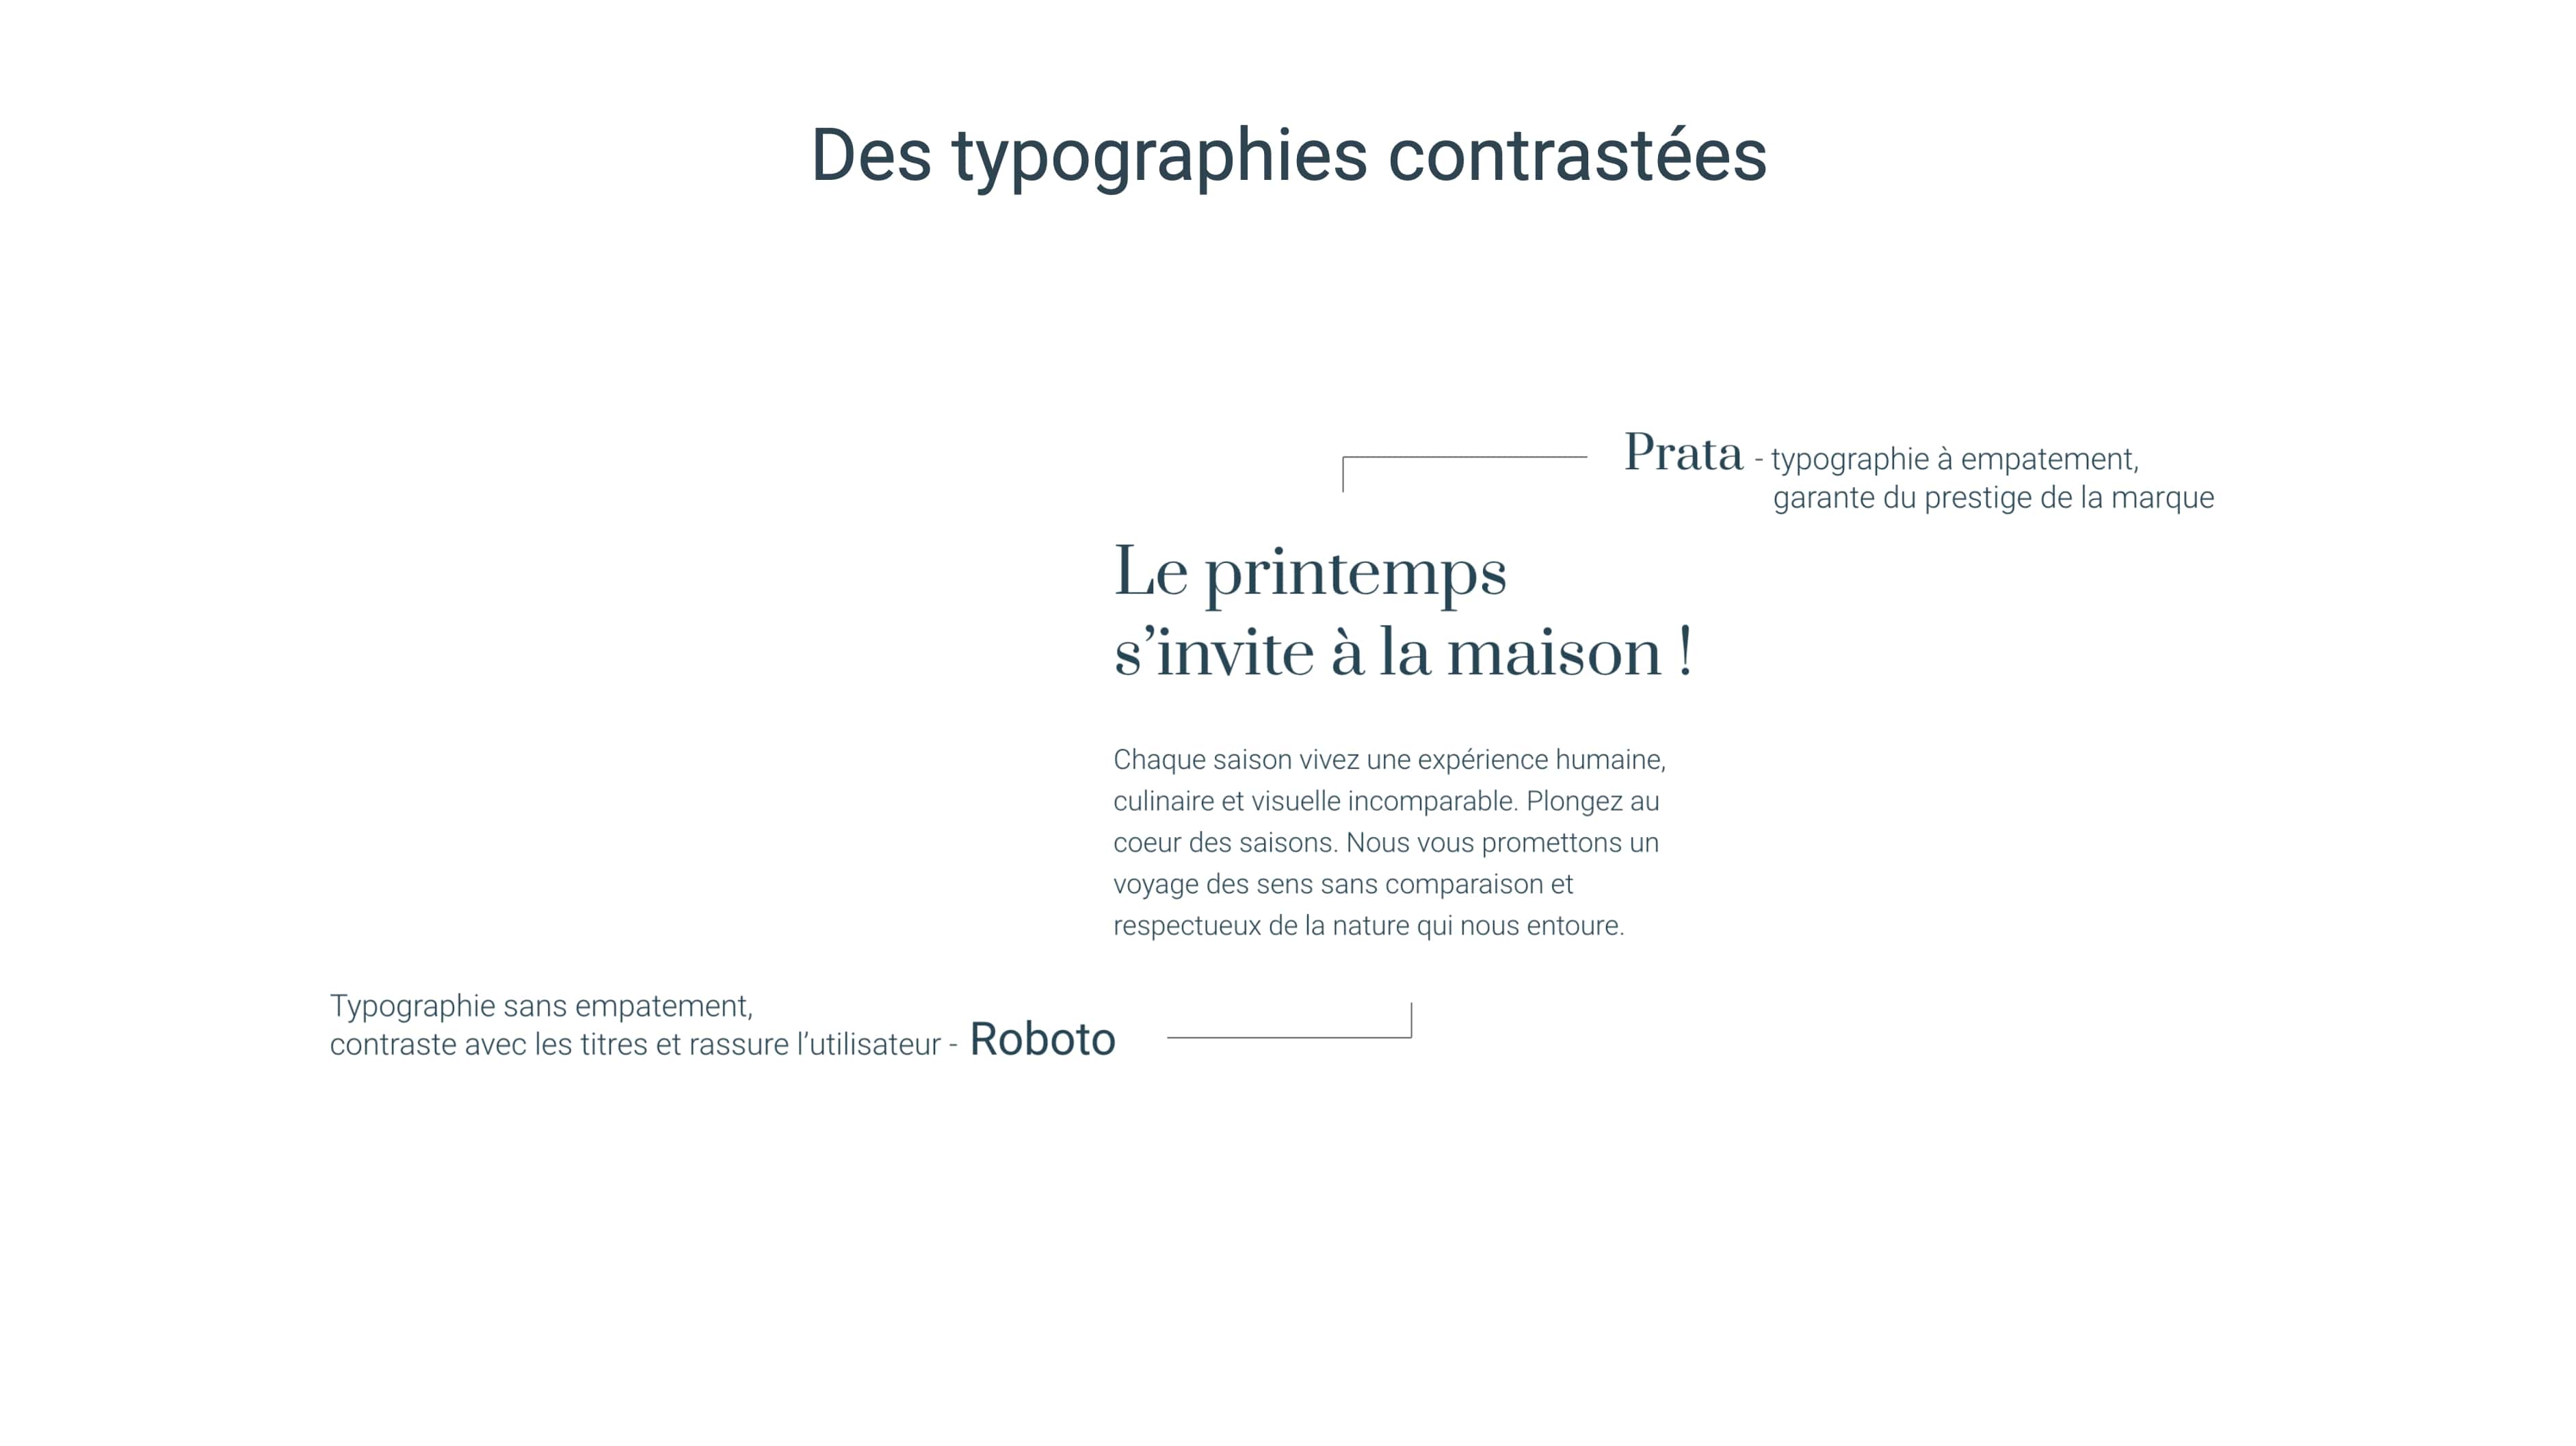 Des typographies contrastées
Prata - typographie à empatement,
garante du prestige de la marque
Le printemps
s’invite à la maison !
Chaque saison vivez une expérience humaine,
culinaire et visuelle incomparable. Plongez au
coeur des saisons. Nous vous promettons un
voyage des sens sans comparaison et
respectueux de la nature qui nous entoure.
Typographie sans empatement,
contraste avec les titres et rassure l’utilisateur - Roboto